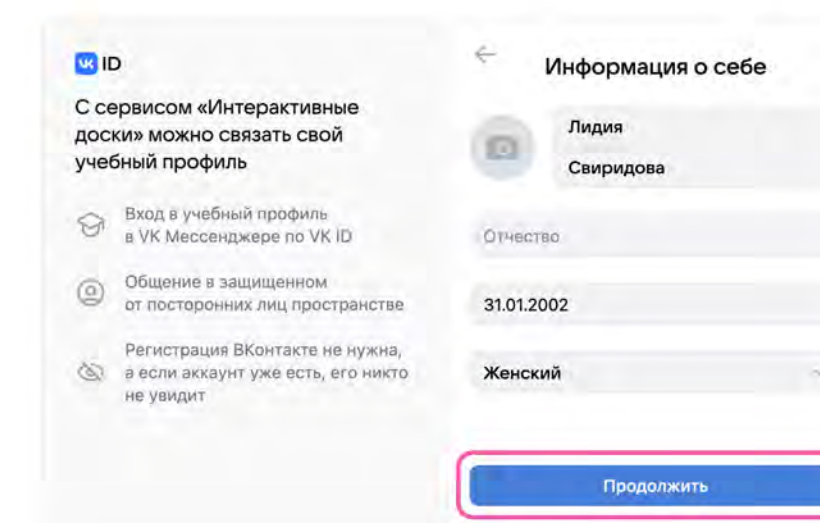 VK ID
С сервисом «Интерактивные
доски» можно связать свой
учебный профиль
Вход в учебный профиль
в VK Мессенджере по VK ID
Общение в защищенном
от посторонних лиц пространстве
Регистрация ВКонтакте не нужна,
а если аккаунт уже есть, его никто
не увидит
Информация о себе
Лидия
Свиридова
Отчество
31.01.2002
Женский
Продолжить